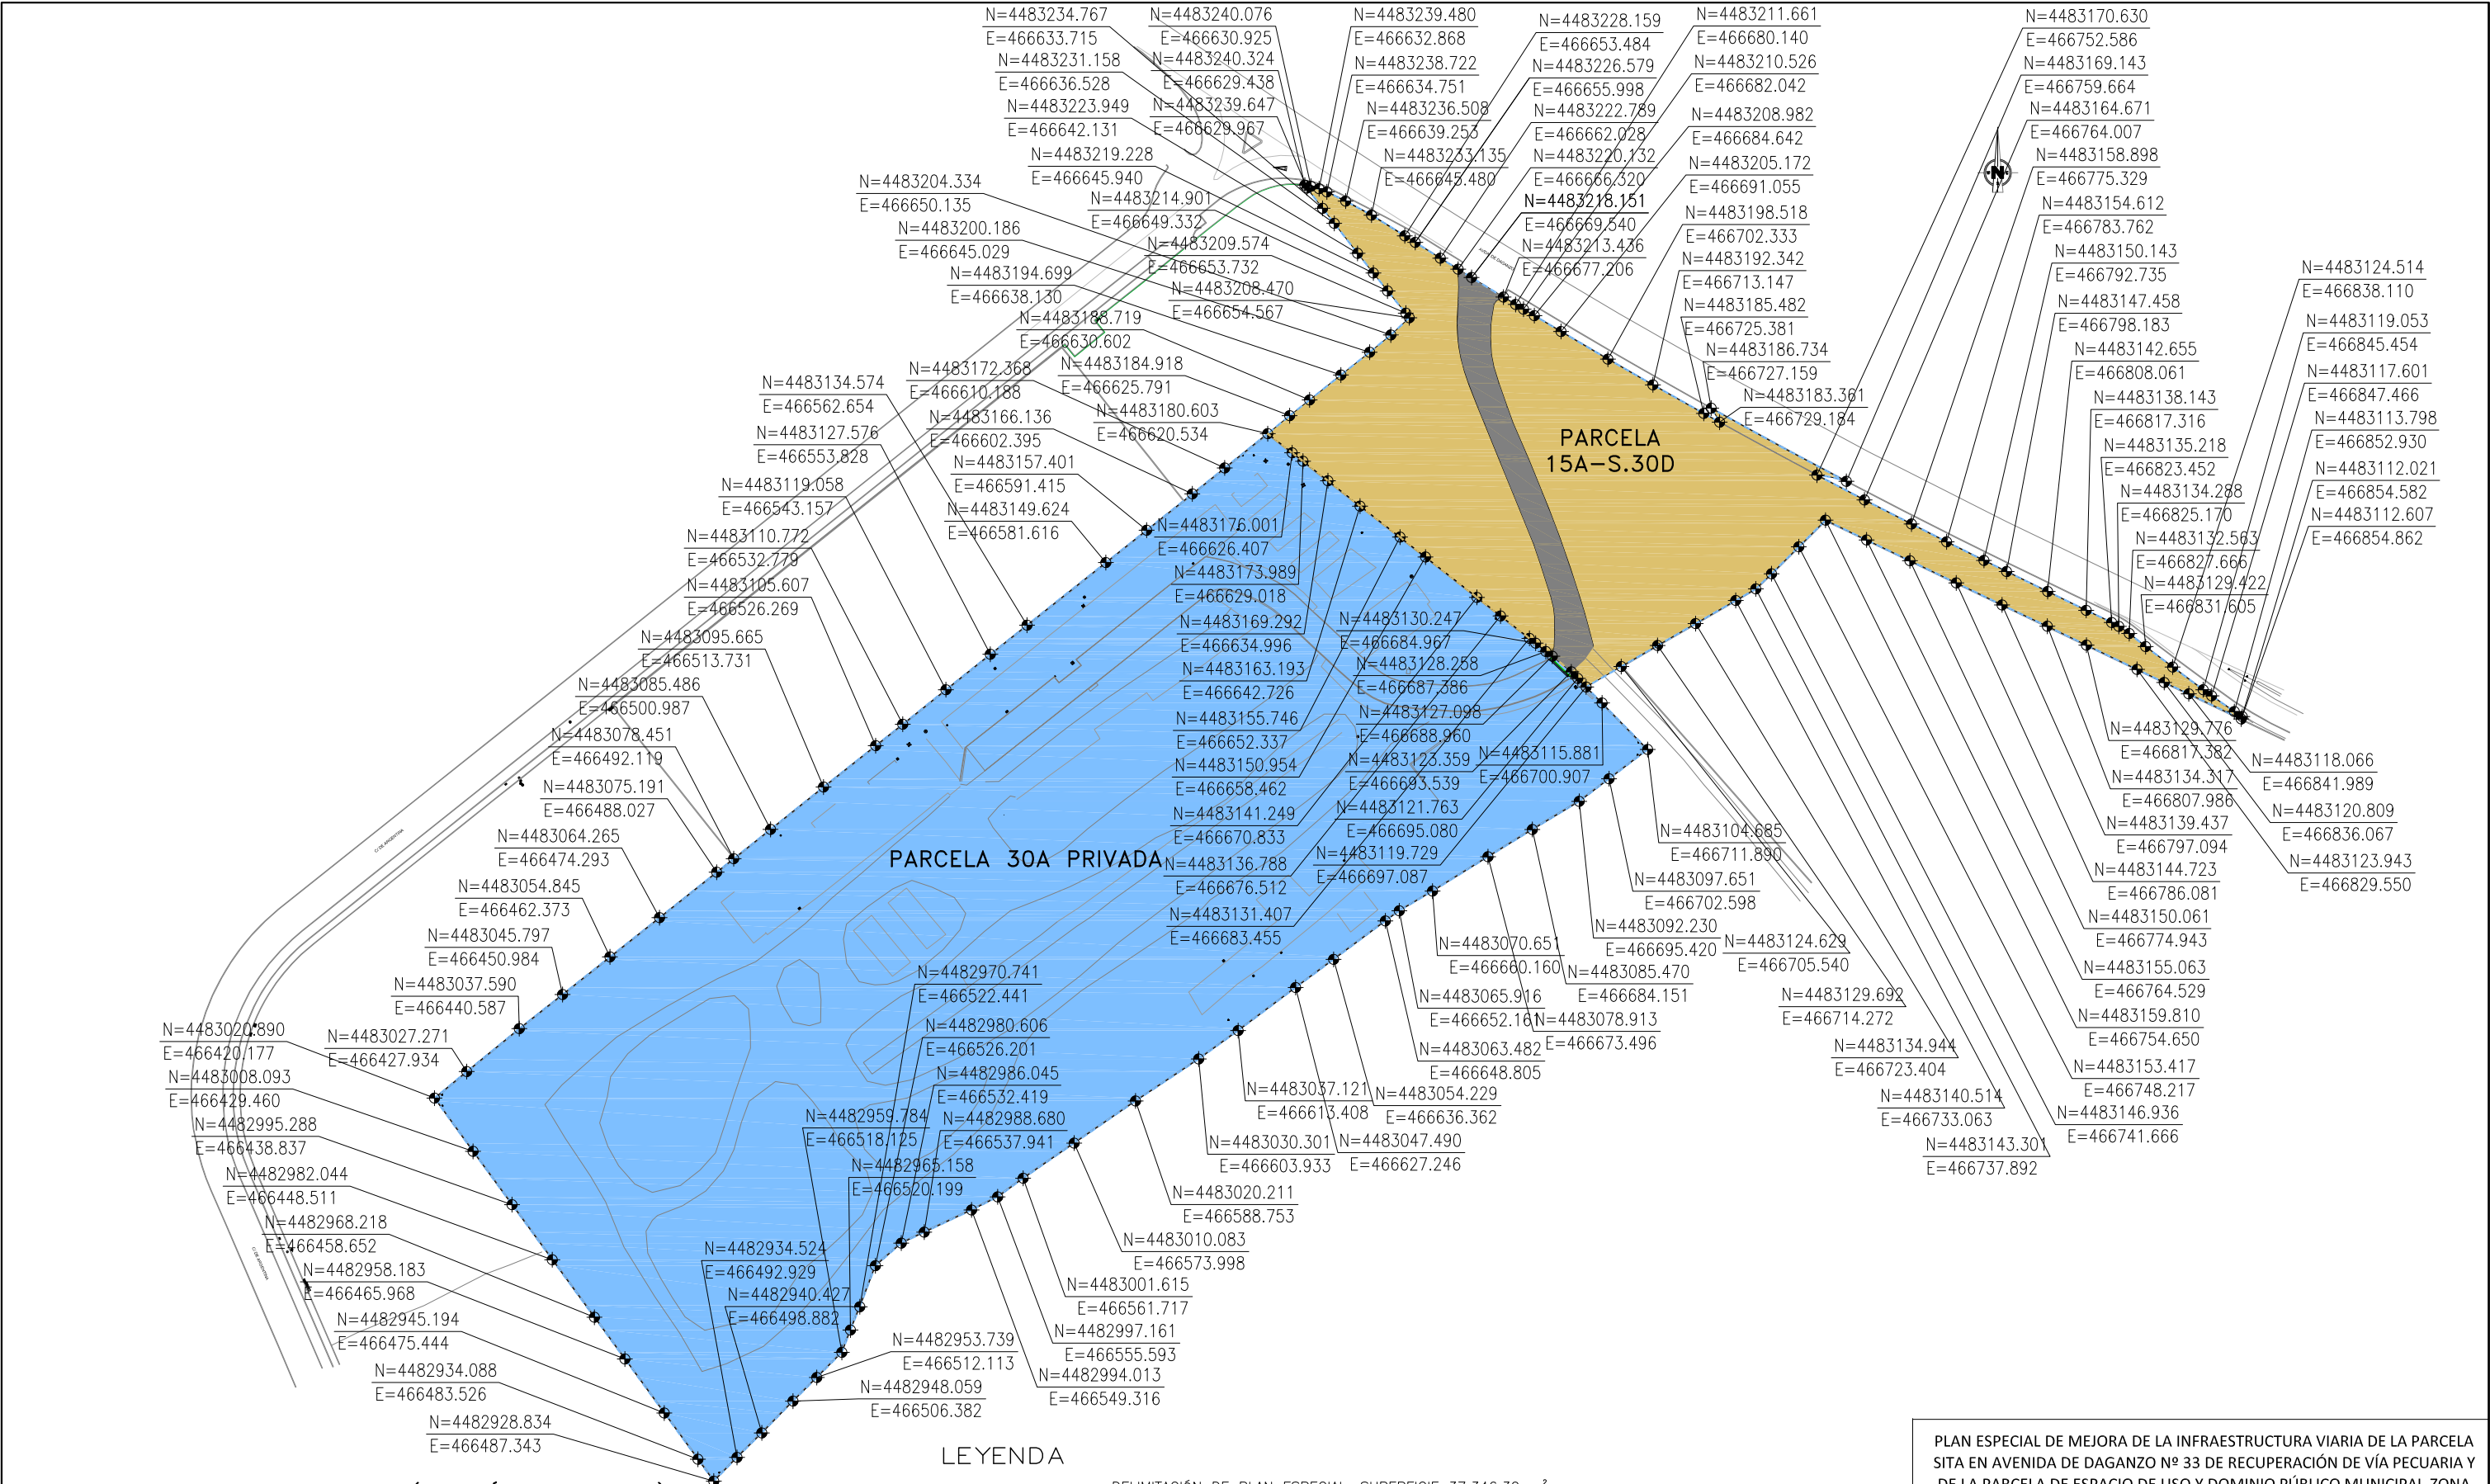 N=4483234.767
E=466633.715
N=4483231.158
E=466636.528
N=4483223.949
E=466642.131
N=4483219.228
E=466645.940
N=4483204.334
E=466650.135
N=4483214.901
E=466649.332
N=4483200.186
E=466645.029
N=4483209.574
E=466653.732
N=4483194.699
E=466638.130
N=4483208.470
E=466654.567
N=4483188.719
E=466630.602
N=4483240.076
E=466630.925
N=4483240.324
E=466629.438
N=4483239.647
E=466629.967
N=4483239.480
E=466632.868
N=4483238.722
E=466634.751
N=4483236.508
E=466639.253
N=4483233.135
E=466645.480
N=4483228.159
E=466653.484
N=4483226.579
E=466655.998
N=4483222.789
E=466662.028
N=4483220.132
E=466666.320
N=4483218.151
E=466669.540
N=4483213.436
E=466677.206
N=4483211.661
E=466680.140
N=4483210.526
E=466682.042
N=4483208.982
E=466684.642
N=4483205.172
E=466691.055
N=4483198.518
E=466702.333
N=4483192.342
E=466713.147
N=4483185.482
E=466725.381
N=4483186.734
E=466727.159
N=4483183.361
E=466729.184
N=4483170.630
E=466752.586
N=4483169.143
E=466759.664
N=4483164.671
E=466764.007
N=4483158.898
E=466775.329
N=4483154.612
E=466783.762
N=4483150.143
E=466792.735
N=4483147.458
E=466798.183
N=4483142.655
E=466808.061
N=4483138.143
E=466817.316
N=4483135.218
E=466823.452
N=4483134.288
E=466825.170
N=4483132.563
E=466827.666
N=4483129.422
E=466831.605
N=4483124.514
E=466838.110
N=4483119.053
E=466845.454
N=4483117.601
E=466847.466
N=4483113.798
E=466852.930
N=4483112.021
E=466854.582
N=4483112.607
E=466854.862
N
PARCELA
15A-S.30D
N=4483184.918
E=466625.791
N=4483180.603
E=466620.534
N=4483172.368
E=466610.188
N=4483166.136
E=466602.395
N=4483157.401
E=466591.415
N=4483149.624
E=466581.616
N=4483134.574
E=466562.654
N=4483127.576
E=466553.828
N=4483119.058
E=466543.157
N=4483110.772
E=466532.779
N=4483105.607
E=466526.269
N=4483095.665
E=466513.731
N=4483085.486
E=466500.987
N=4483078.451
E=466492.119
N=4483075.191
E=466488.027
N=4483064.265
E=466474.293
N=4483054.845
E=466462.373
N=4483045.797
E=466450.984
N=4483037.590
E=466440.587
N=4483027.271
E=466427.934
N=4483020.890
E=466420.177
N=4483008.093
E=466429.460
N=4482995.288
E=466438.837
N=4482982.044
E=466448.511
N=4482968.218
E=466458.652
N=4482958.183
E=466465.968
N=4482945.194
E=466475.444
N=4482934.088
E=466483.526
N=4482928.834
E=466487.343
N=4483176.001
E=466626.407
N=4483173.989
E=466629.018
N=4483169.292
E=466634.996
N=4483163.193
E=466642.726
N=4483155.746
E=466652.337
N=4483150.954
E=466658.462
N=4483141.249
E=466670.833
N=4483136.788
E=466676.512
N=4483131.407
E=466683.455
N=4483130.247
E=466684.967
N=4483128.258
E=466687.386
N=4483127.098
E=466688.960
N=4483123.359
E=466693.539
N=4483121.763
E=466695.080
N=4483119.729
E=466697.087
N=4483115.881
E=466700.907
PARCELA 30A PRIVADA
N=4483104.685
E=466711.890
N=4483097.651
E=466702.598
N=4483092.230
E=466695.420
N=4483085.470
E=466684.151
N=4483078.913
E=466673.496
N=4483070.651
E=466660.160
N=4483065.916
E=466652.161
N=4483063.482
E=466648.805
N=4483054.229
E=466636.362
N=4483047.490
E=466627.246
N=4483037.121
E=466613.408
N=4483030.301
E=466603.933
N=4483020.211
E=466588.753
N=4483010.083
E=466573.998
N=4483001.615
E=466561.717
N=4482997.161
E=466555.593
N=4482994.013
E=466549.316
N=4482970.741
E=466522.441
N=4482980.606
E=466526.201
N=4482986.045
E=466532.419
N=4482988.680
E=466537.941
N=4482959.784
E=466518.125
N=4482965.158
E=466520.199
N=4482934.524
E=466492.929
N=4482940.427
E=466498.882
N=4482953.739
E=466512.113
N=4482948.059
E=466506.382
N=4483129.776
E=466817.382
N=4483118.066
E=466841.989
N=4483134.317
E=466807.986
N=4483120.809
E=466836.067
N=4483139.437
E=466797.094
N=4483123.943
E=466829.550
N=4483144.723
E=466786.081
N=4483150.061
E=466774.943
N=4483155.063
E=466764.529
N=4483159.810
E=466754.650
N=4483153.417
E=466748.217
N=4483146.936
E=466741.666
N=4483143.301
E=466737.892
N=4483140.514
E=466733.063
N=4483134.944
E=466723.404
N=4483129.692
E=466714.272
N=4483124.629
E=466705.540
C/ DE ARGENTINA
C/ DE ARGENTINA
LEYENDA
DELIMITACIÓN DE PLAN ESPECIAL
PLAN ESPECIAL DE MEJORA DE LA INFRAESTRUCTURA VIARIA DE LA PARCELA
SITA EN AVENIDA DE DAGANZO Nº 33 DE RECUPERACIÓN DE VÍA PECUARIA Y
DE LA PARCELA DE ESPACIO DE USO Y DOMINIO PÚBLICO MUNICIPAL ZONA